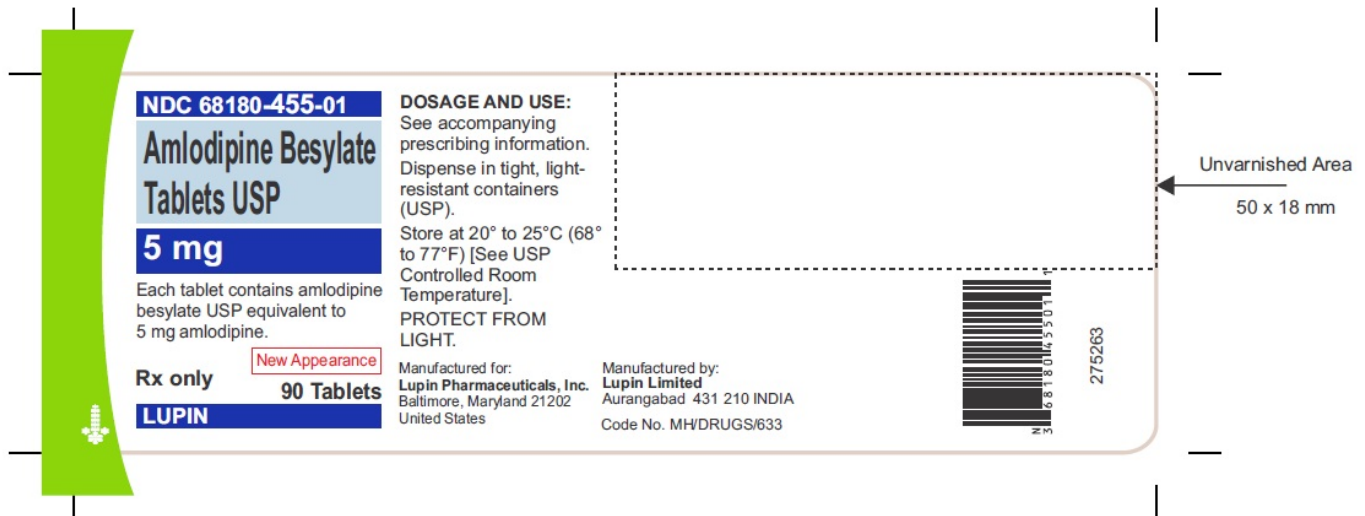 NDC 68180-455-01
Amlodipine Besylate
Tablets USP
5 mg
Each tablet contains amlodipine
besylate USP equivalent to
5 mg amlodipine.
New Appearance
Rx only
90 Tablets
LUPIN
DOSAGE AND USE:
See accompanying
prescribing information.
Dispense in tight, light-
resistant containers
(USP).
Store at 20° to 25°C (68°
to 77°F) [See USP
Controlled Room
Temperature].
PROTECT FROM
LIGHT.
Manufactured for:
Lupin Pharmaceuticals, Inc.
Baltimore, Maryland 21202
United States
Manufactured by:
Lupin Limited
Aurangabad 431 210 INDIA
Code No. MH/DRUGS/633
N
3 68180 45501 1
275263
Unvarnished Area
50 x 18 mm